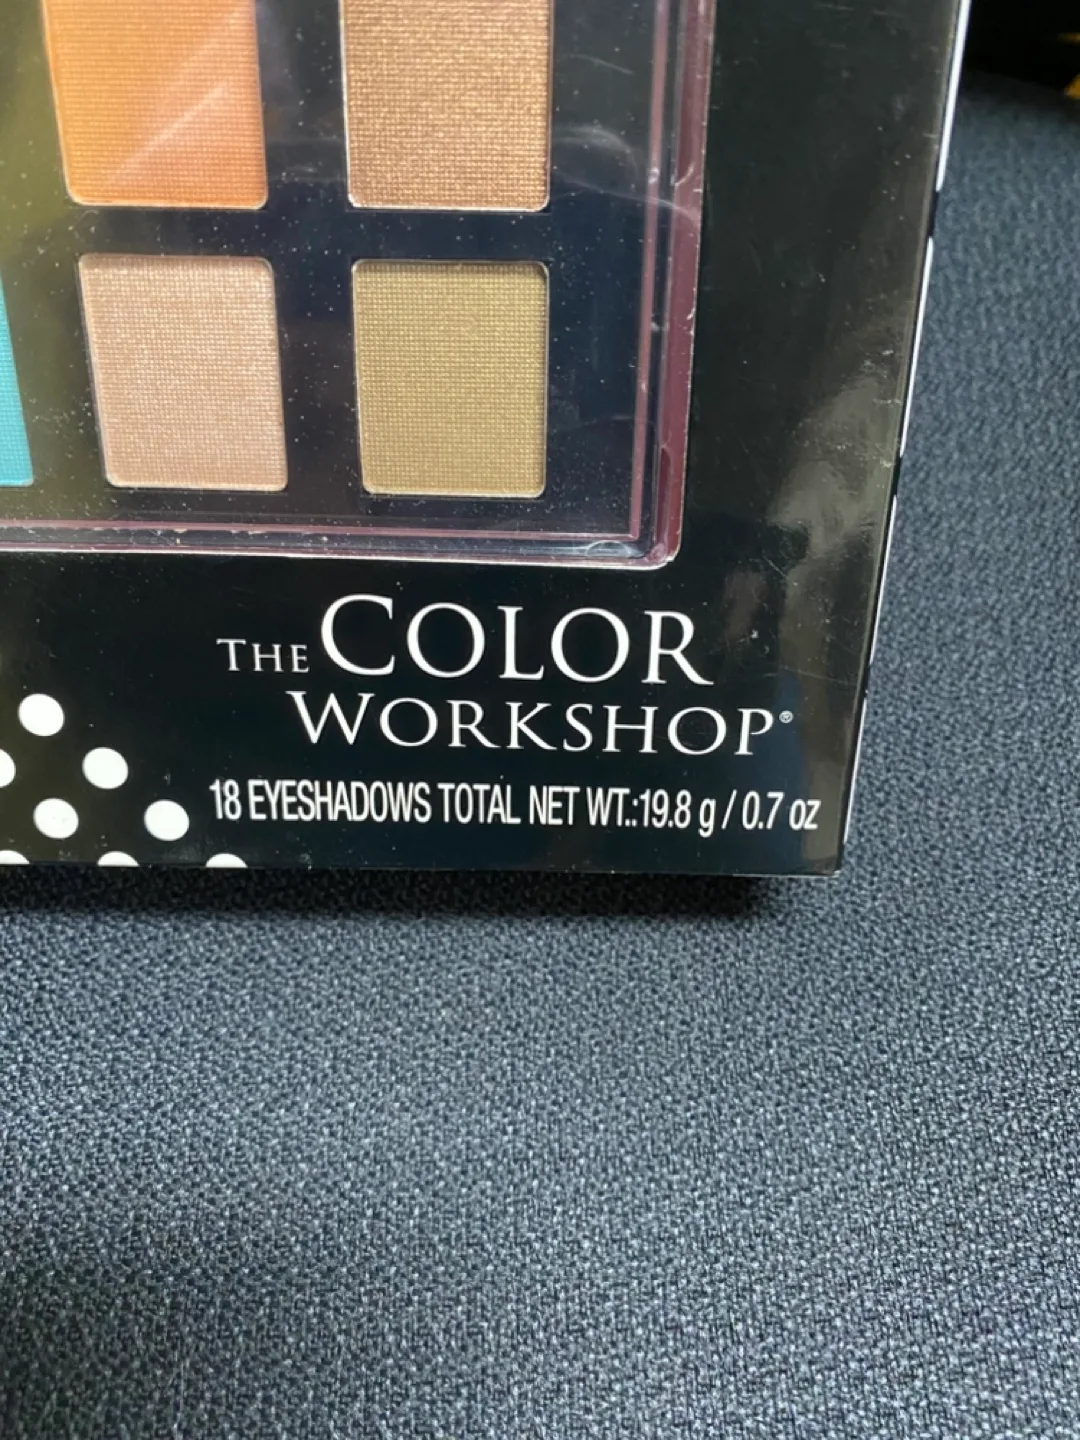 THE COLOR
WORKSHOP®
18 EYESHADOWS TOTAL NET WT.:19.8 g / 0.7 oz